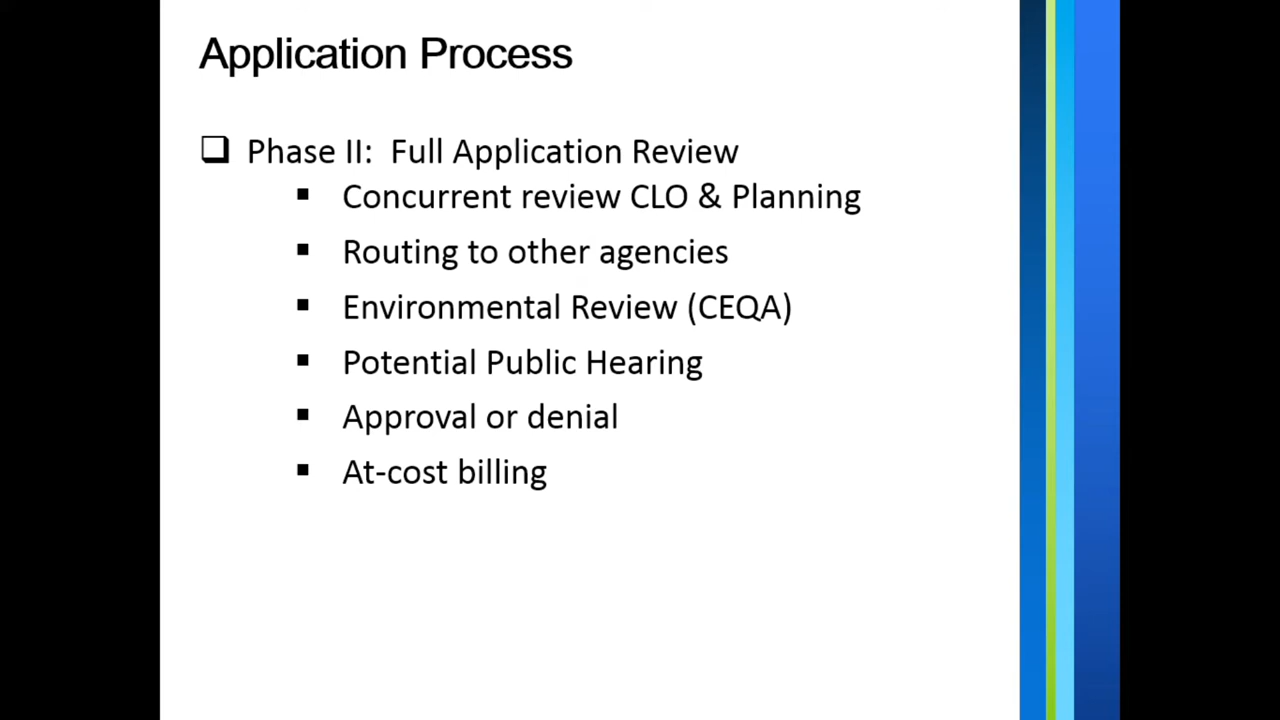 Application Process
Phase II: Full Application Review
Concurrent review CLO & Planning
Routing to other agencies
Environmental Review (CEQA)
Potential Public Hearing
Approval or denial
At-cost billing